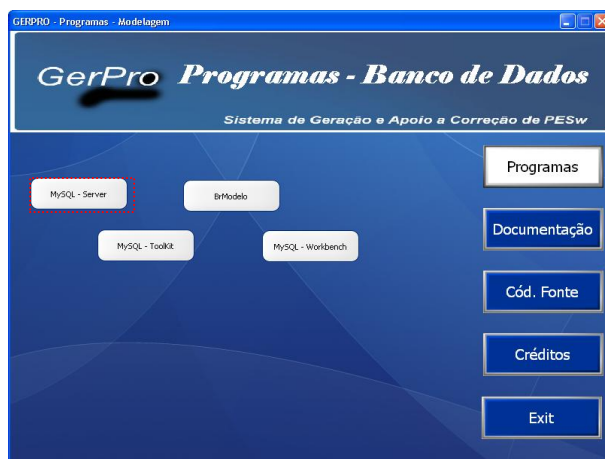 GERPRO - Programas - Modelagem
GerPro Programas - Banco de Dados
Sistema de Geração e Apoio a Correção de PESw
Programas
MySQL - Server
BrModelo
Documentação
MySQL - ToolKit
MySQL - Workbench
Cód. Fonte
Créditos
Exit